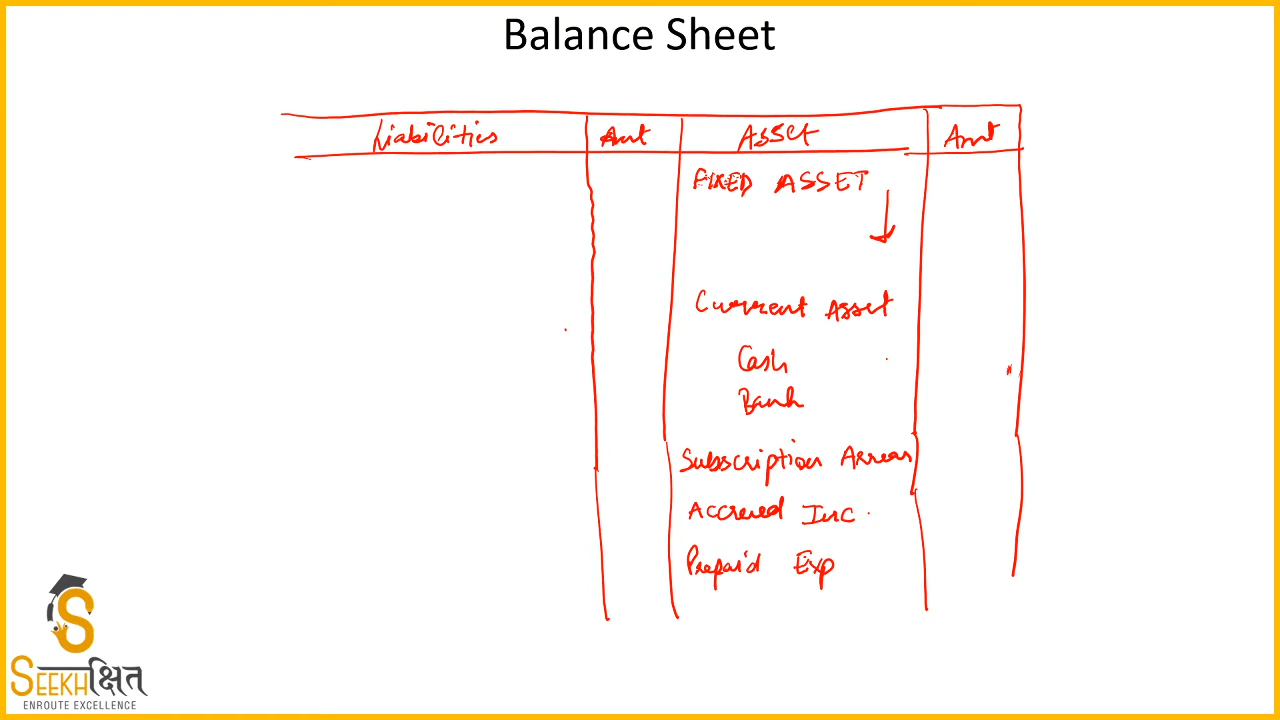 Balance Sheet
Liabilities Amt Asset Amt
FIXED ASSET
Current Asset
Cash
Bank
Subscription Arrears
Accrued Inc
Prepaid Exp
SEEKHक्षित
ENROUTE EXCELLENCE